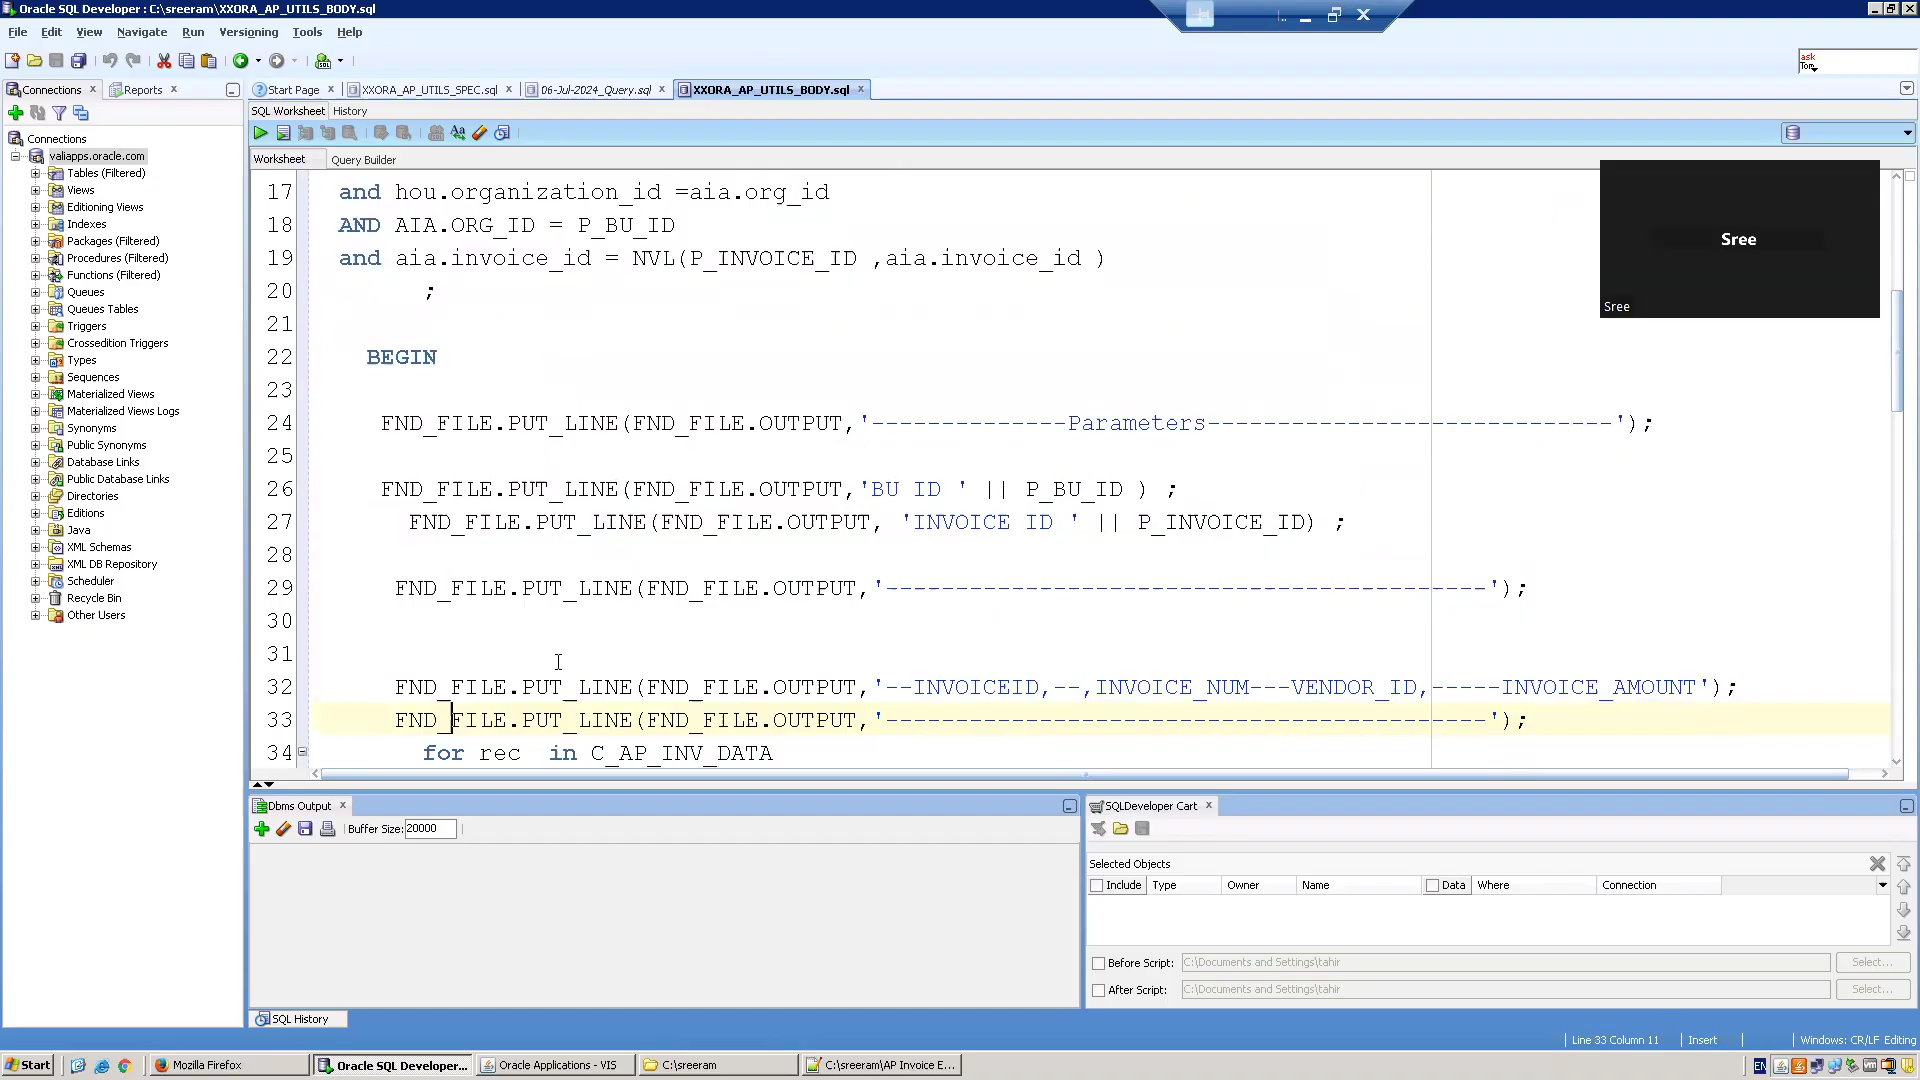 Oracle SQL Developer : C:\sreeram\XXORA_AP_UTILS_BODY.sql
File Edit View Navigate Run Versioning Tools Help
ask
Tom
Connections Reports
Start Page XXORA_AP_UTILS_SPEC.sql 06-Jul-2024_Query.sql XXORA_AP_UTILS_BODY.sql
SQL Worksheet History
Worksheet Query Builder
Connections
valiapps.oracle.com
Tables (Filtered)
Views
Editioning Views
Indexes
Packages (Filtered)
Procedures (Filtered)
Functions (Filtered)
Queues
Queues Tables
Triggers
Crossedition Triggers
Types
Sequences
Materialized Views
Materialized Views Logs
Synonyms
Public Synonyms
Database Links
Public Database Links
Directories
Editions
Java
XML Schemas
XML DB Repository
Scheduler
Recycle Bin
Other Users
17 and hou.organization_id =aia.org_id
18 AND AIA.ORG_ID = P_BU_ID
19 and aia.invoice_id = NVL(P_INVOICE_ID ,aia.invoice_id )
20 ;
21
22 BEGIN
23
24 FND_FILE.PUT_LINE(FND_FILE.OUTPUT,'--------------Parameters-----------------------------');
25
26 FND_FILE.PUT_LINE(FND_FILE.OUTPUT,'BU ID ' || P_BU_ID ) ;
27 FND_FILE.PUT_LINE(FND_FILE.OUTPUT, 'INVOICE ID ' || P_INVOICE_ID) ;
28
29 FND_FILE.PUT_LINE(FND_FILE.OUTPUT,'-------------------------------------------');
30
31
32 FND_FILE.PUT_LINE(FND_FILE.OUTPUT,'--INVOICEID,--,INVOICE_NUM---VENDOR_ID,-----INVOICE_AMOUNT');
33 FND_FILE.PUT_LINE(FND_FILE.OUTPUT,'-------------------------------------------');
34 for rec in C_AP_INV_DATA
Sree
Sree
Dbms Output
Buffer Size: 20000
SQL History
SQLDeveloper Cart
Selected Objects
Include Type Owner Name Data Where Connection
Before Script: C:\Documents and Settings\tahir Select...
After Script: C:\Documents and Settings\tahir Select...
Line 33 Column 11 Insert Windows: CR/LF Editing
Start Mozilla Firefox Oracle SQL Developer... Oracle Applications - VIS C:\sreeram C:\sreeram\AP Invoice E... EN